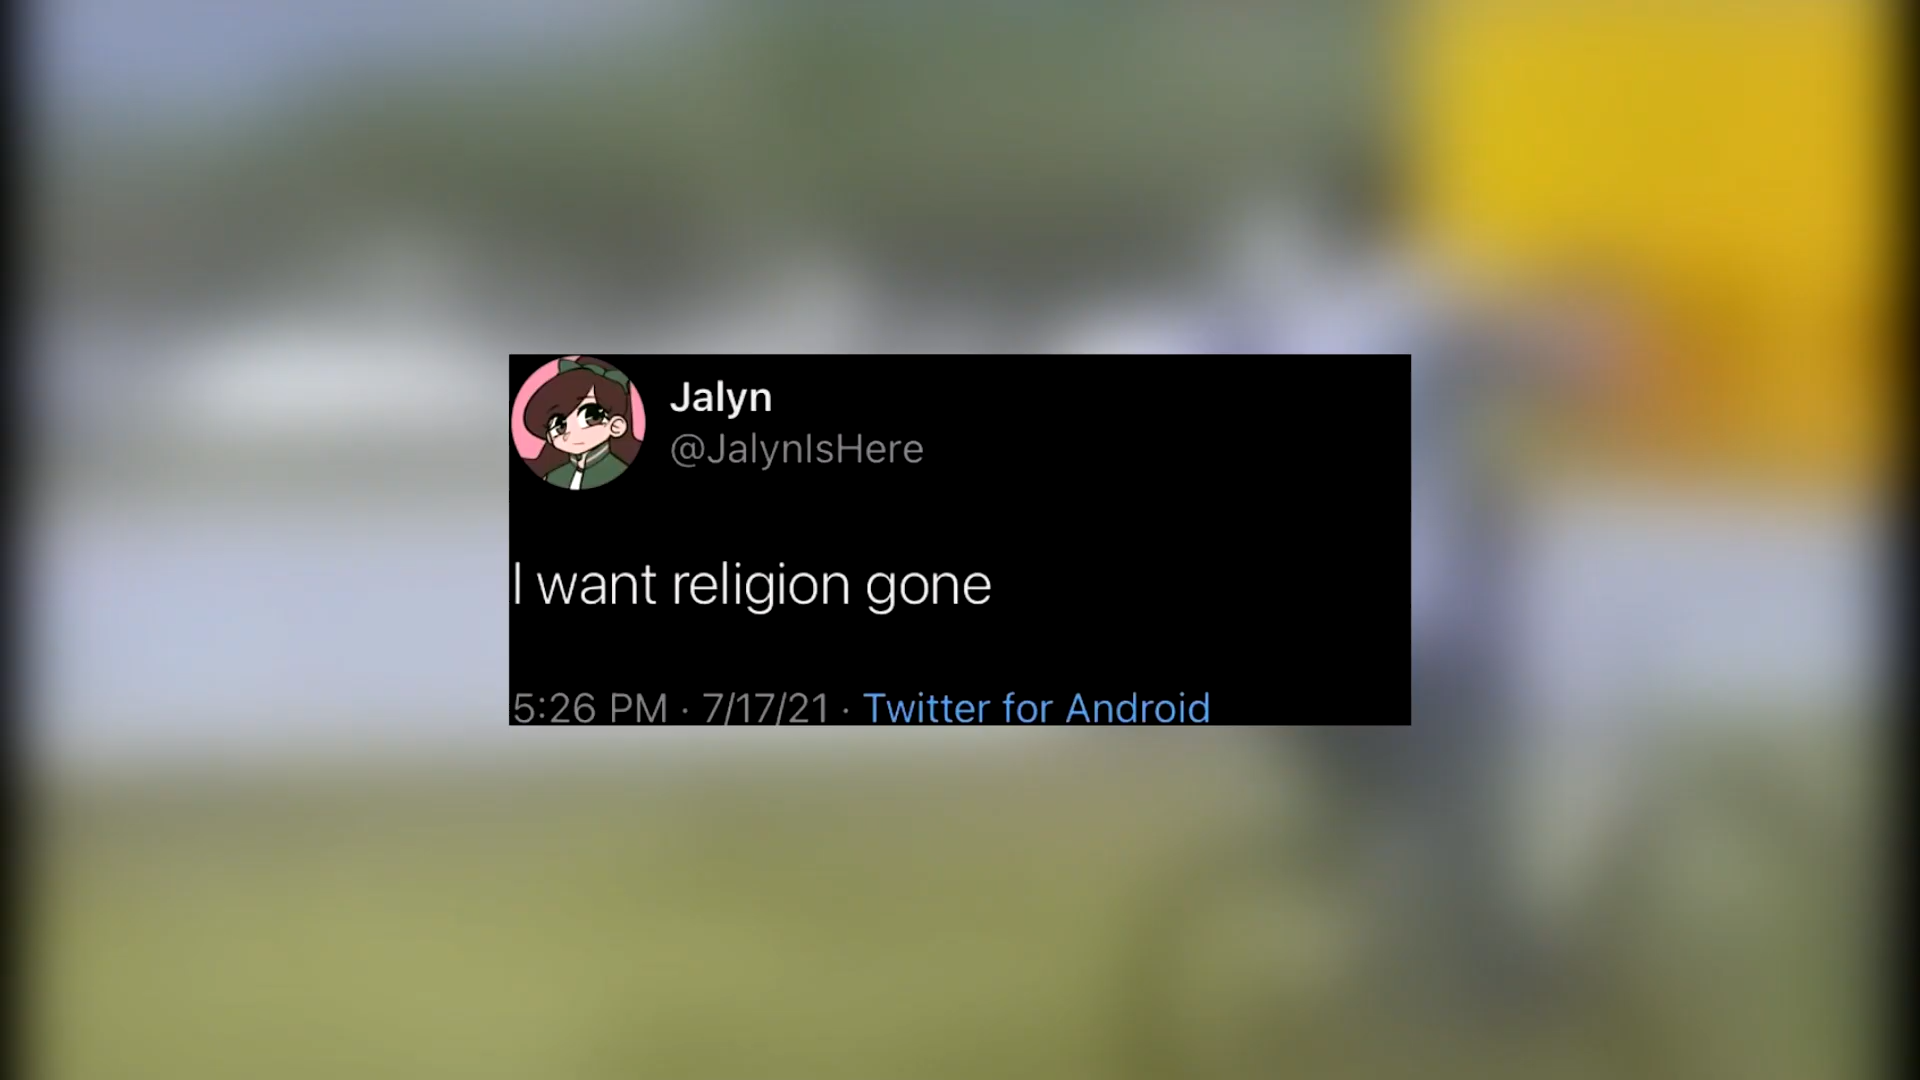 Jalyn
@JalynIsHere
I want religion gone
5:26 PM · 7/17/21 · Twitter for Android